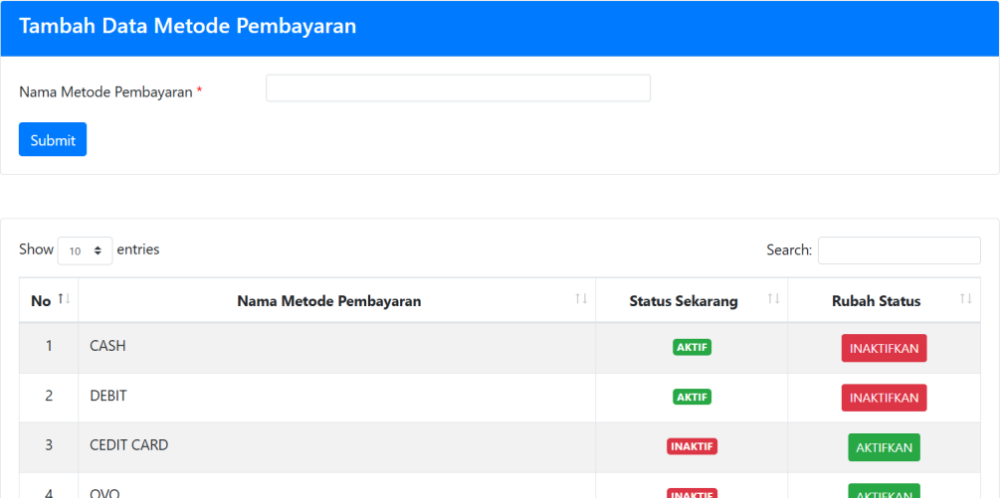 Tambah Data Metode Pembayaran
Nama Metode Pembayaran *
Submit
Show 10 entries Search:
No Nama Metode Pembayaran Status Sekarang Rubah Status
1 CASH AKTIF INAKTIFKAN
2 DEBIT AKTIF INAKTIFKAN
3 CEDIT CARD INAKTIF AKTIFKAN
4 OVO INAKTIF AKTIFKAN